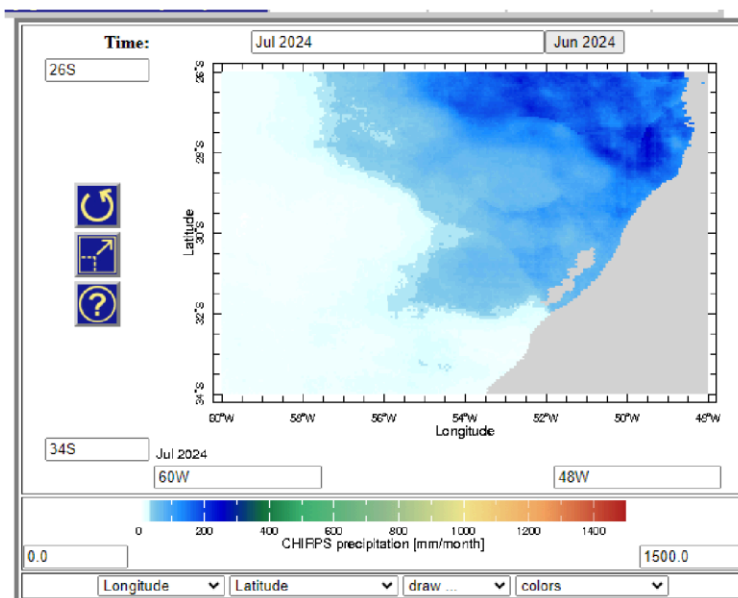 Time: Jul 2024 Jun 2024
26S
26°S
28°S
30°S
32°S
34°S
Latitude
60°W 58°W 56°W 54°W 52°W 50°W 48°W
Longitude
34S Jul 2024
60W 48W
0 200 400 600 800 1000 1200 1400
CHIRPS precipitation [mm/month]
0.0 1500.0
Longitude Latitude draw ... colors